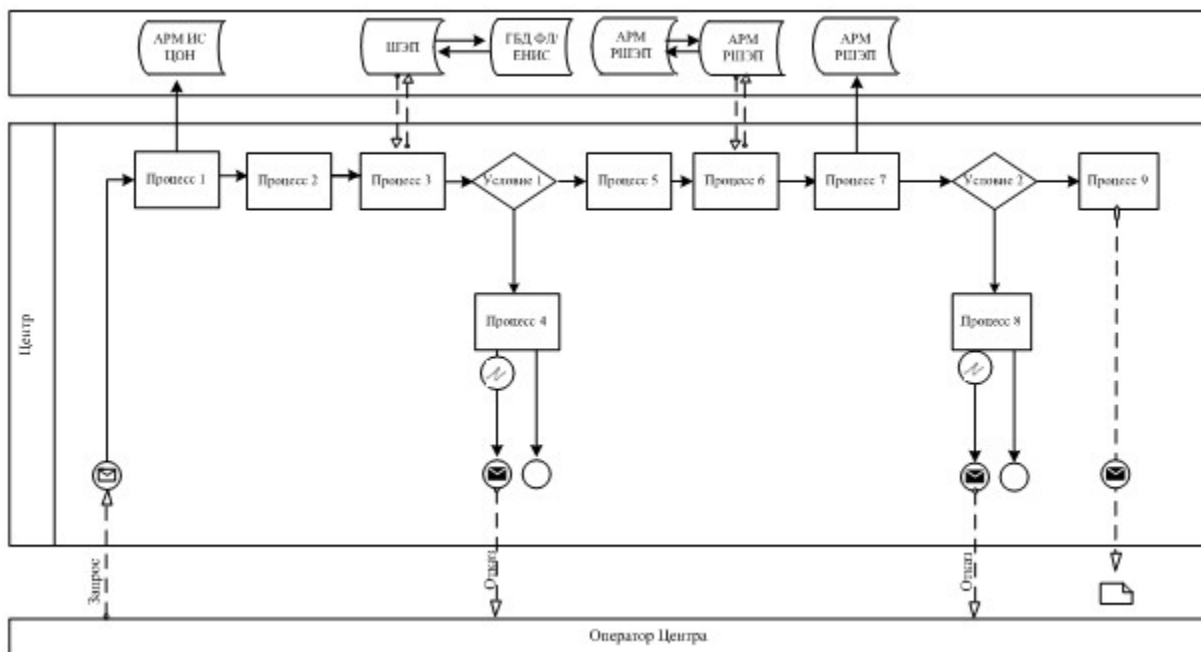 АРМ ИС
ЦОН
ШЭП
ГБД ФЛ/
ЕНИС
АРМ
РШЭП
АРМ
РШЭП
АРМ
РШЭП
Центр
Процесс 1
Процесс 2
Процесс 3
Условие 1
Процесс 5
Процесс 6
Процесс 7
Условие 2
Процесс 9
Процесс 4
Процесс 8
Запрос
Откап
Откап
Оператор Центра